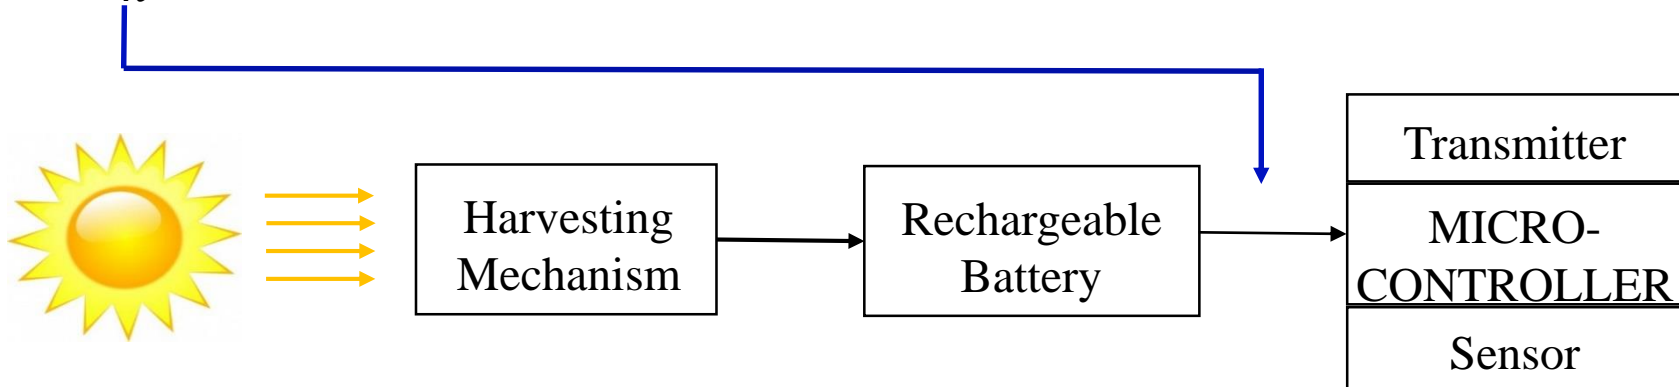 Transmitter
Harvesting
Mechanism
Rechargeable
Battery
MICRO-
CONTROLLER
Sensor